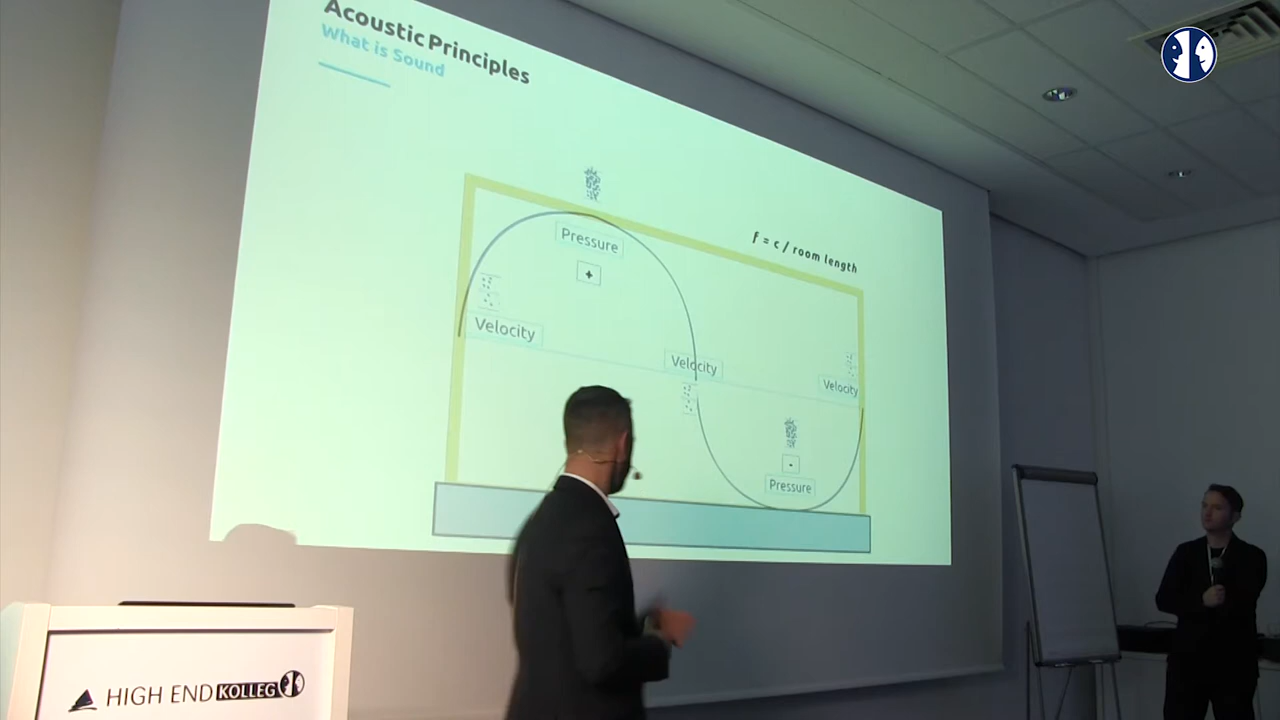 Acoustic Principles
What is Sound
Pressure
+
f = c / room length
Velocity
Velocity
Velocity
-
Pressure
HIGH END KOLLEG